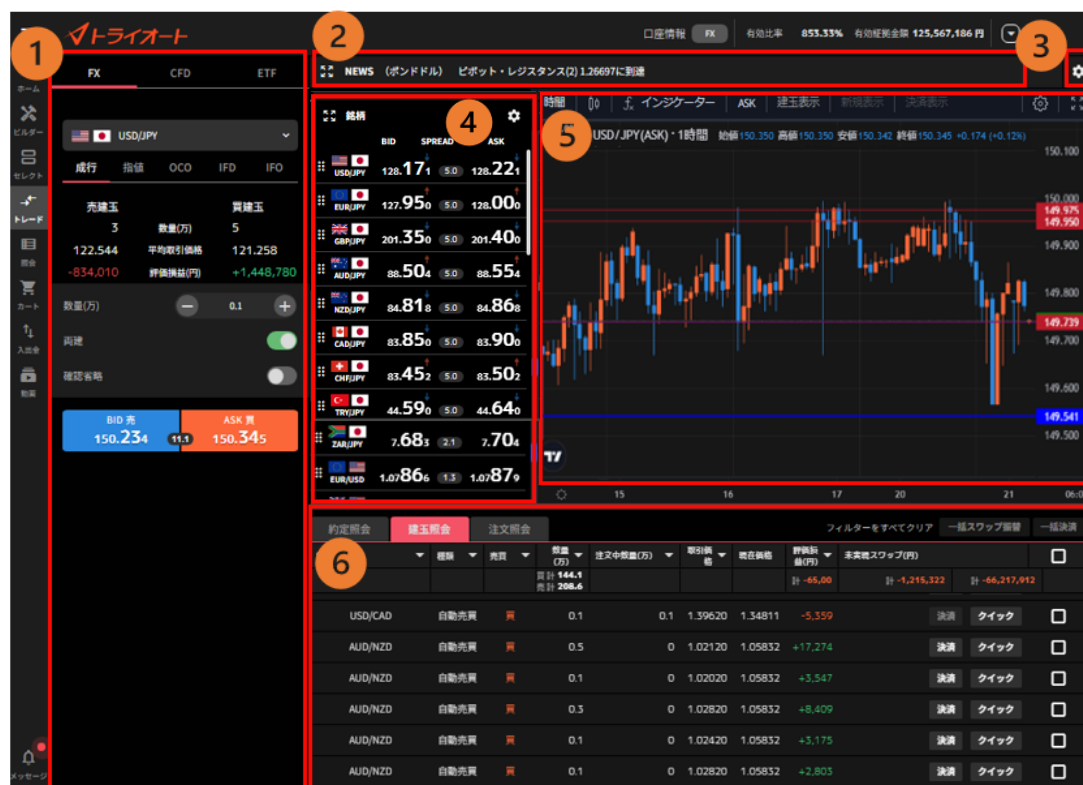 1
トライオート
2
口座情報 FX 有効比率 853.33% 有効証拠金額 125,567,186 円
3
FX CFD ETF
NEWS (ポンドドル) ピボット・レジスタンス(2) 1.26697に到達
ホーム
ビルダー
セレクト
トレード
照会
カート
入出金
動画
メッセージ
USD/JPY
成行 指値 OCO IFD IFO
売建玉 買建玉
3 数量(万) 5
122.544 平均取引価格 121.258
-834,010 評価損益(円) +1,448,780
数量(万) 0.1
両建
確認省略
BID 売 ASK 買
150.234 11.1 150.345
銘柄
4
BID SPREAD ASK
USD/JPY 128.171 5.0 128.221
EUR/JPY 127.950 5.0 128.000
GBP/JPY 201.350 5.0 201.400
AUD/JPY 88.504 5.0 88.554
NZD/JPY 84.818 5.0 84.868
CAD/JPY 83.850 5.0 83.900
CHF/JPY 83.452 5.0 83.502
TRY/JPY 44.590 5.0 44.640
ZAR/JPY 7.683 2.1 7.704
EUR/USD 1.07866 1.3 1.07879
時間 インジケーター ASK 建玉表示 新規表示 決済表示
5
USD/JPY(ASK)・1時間 始値150.350 高値150.350 安値150.342 終値150.345 +0.174 (+0.12%)
150.100
150.000
149.975
149.950
149.900
149.800
149.739
149.700
149.600
149.541
149.500
15 16 17 20 21 06:0
約定照会 建玉照会 注文照会 フィルターをすべてクリア 一括スワップ振替 一括決済
6
種類 売買 数量(万) 注文中数量(万) 取引価格 現在価格 評価損益(円) 未実現スワップ(円)
買計 144.1
売計 208.6
計 -65,00 計 -1,215,322 計 -66,217,912
USD/CAD 自動売買 買 0.1 0.1 1.39620 1.34811 -5,359 決済 クイック
AUD/NZD 自動売買 買 0.5 0 1.02120 1.05832 +17,274 決済 クイック
AUD/NZD 自動売買 買 0.1 0 1.02020 1.05832 +3,547 決済 クイック
AUD/NZD 自動売買 買 0.3 0 1.02820 1.05832 +8,409 決済 クイック
AUD/NZD 自動売買 買 0.1 0 1.02420 1.05832 +3,175 決済 クイック
AUD/NZD 自動売買 買 0.1 0 1.02820 1.05832 +2,803 決済 クイック